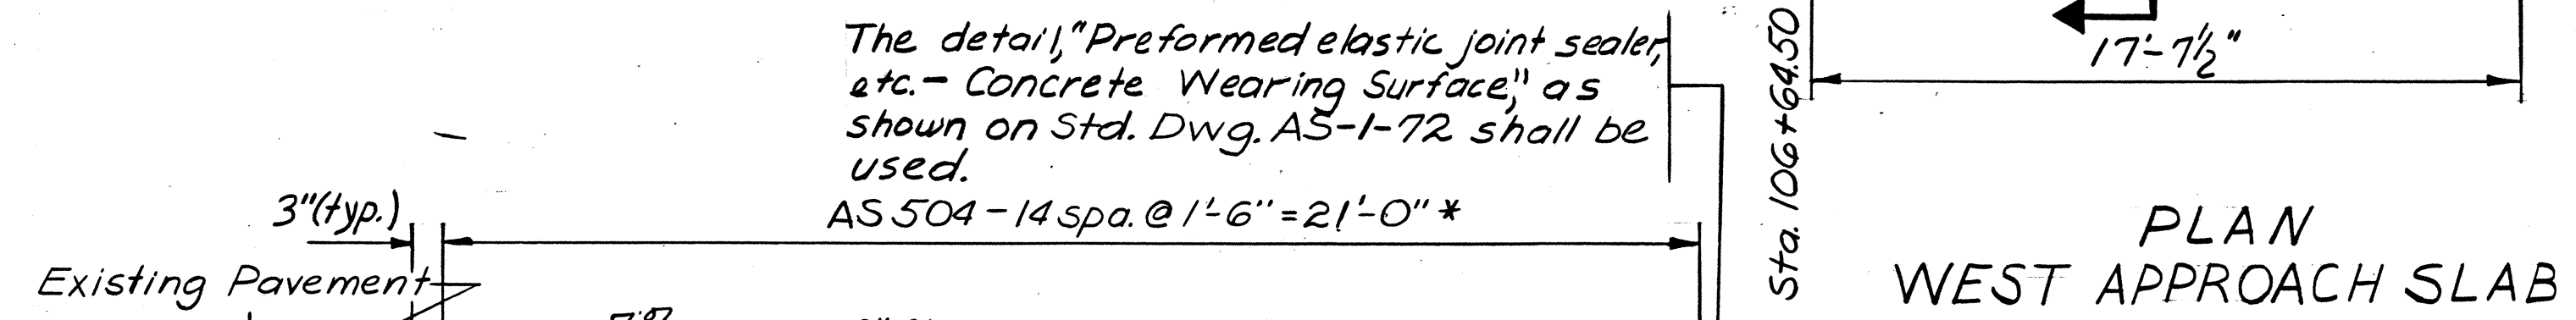 The detail, "Preformed elastic joint sealer,
etc.- Concrete Wearing Surface," as
shown on Std. Dwg. AS-1-72 shall be
used.
AS504-14 spa. @ 1'-6" = 21'-0" *
3"(typ.)
Existing Pavement
Sta. 106+64.50
17'-7½"
PLAN
WEST APPROACH SLAB